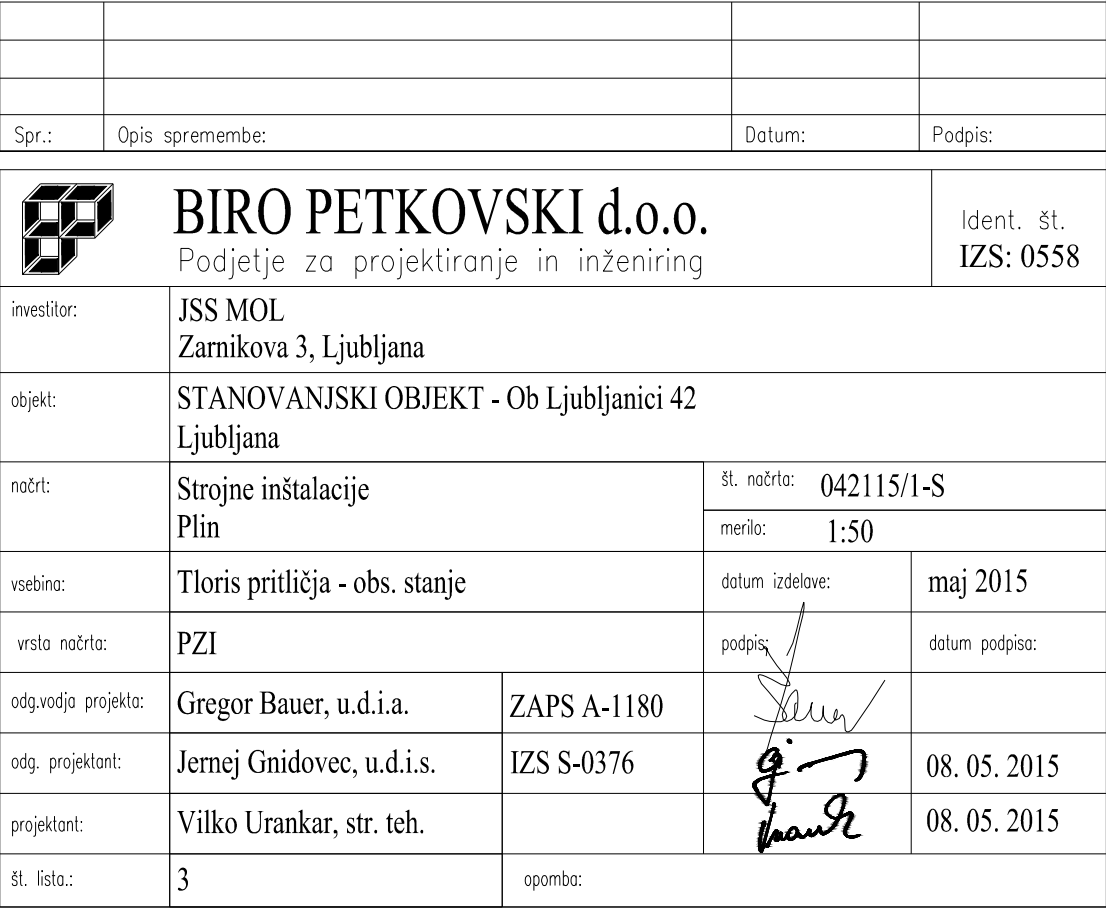 Spr.: Opis spremembe: Datum: Podpis:
BIRO PETKOVSKI d.o.o.
Podjetje za projektiranje in inženiring
Ident. št.
IZS: 0558
investitor: JSS MOL
Zarnikova 3, Ljubljana
objekt: STANOVANJSKI OBJEKT - Ob Ljubljanici 42
Ljubljana
načrt: Strojne inštalacije
Plin
št. načrta: 042115/1-S
merilo: 1:50
vsebina: Tloris pritličja - obs. stanje datum izdelave: maj 2015
vrsta načrta: PZI podpis: datum podpisa:
odg.vodja projekta: Gregor Bauer, u.d.i.a. ZAPS A-1180
odg. projektant: Jernej Gnidovec, u.d.i.s. IZS S-0376 08. 05. 2015
projektant: Vilko Urankar, str. teh. 08. 05. 2015
št. lista.: 3 opomba: